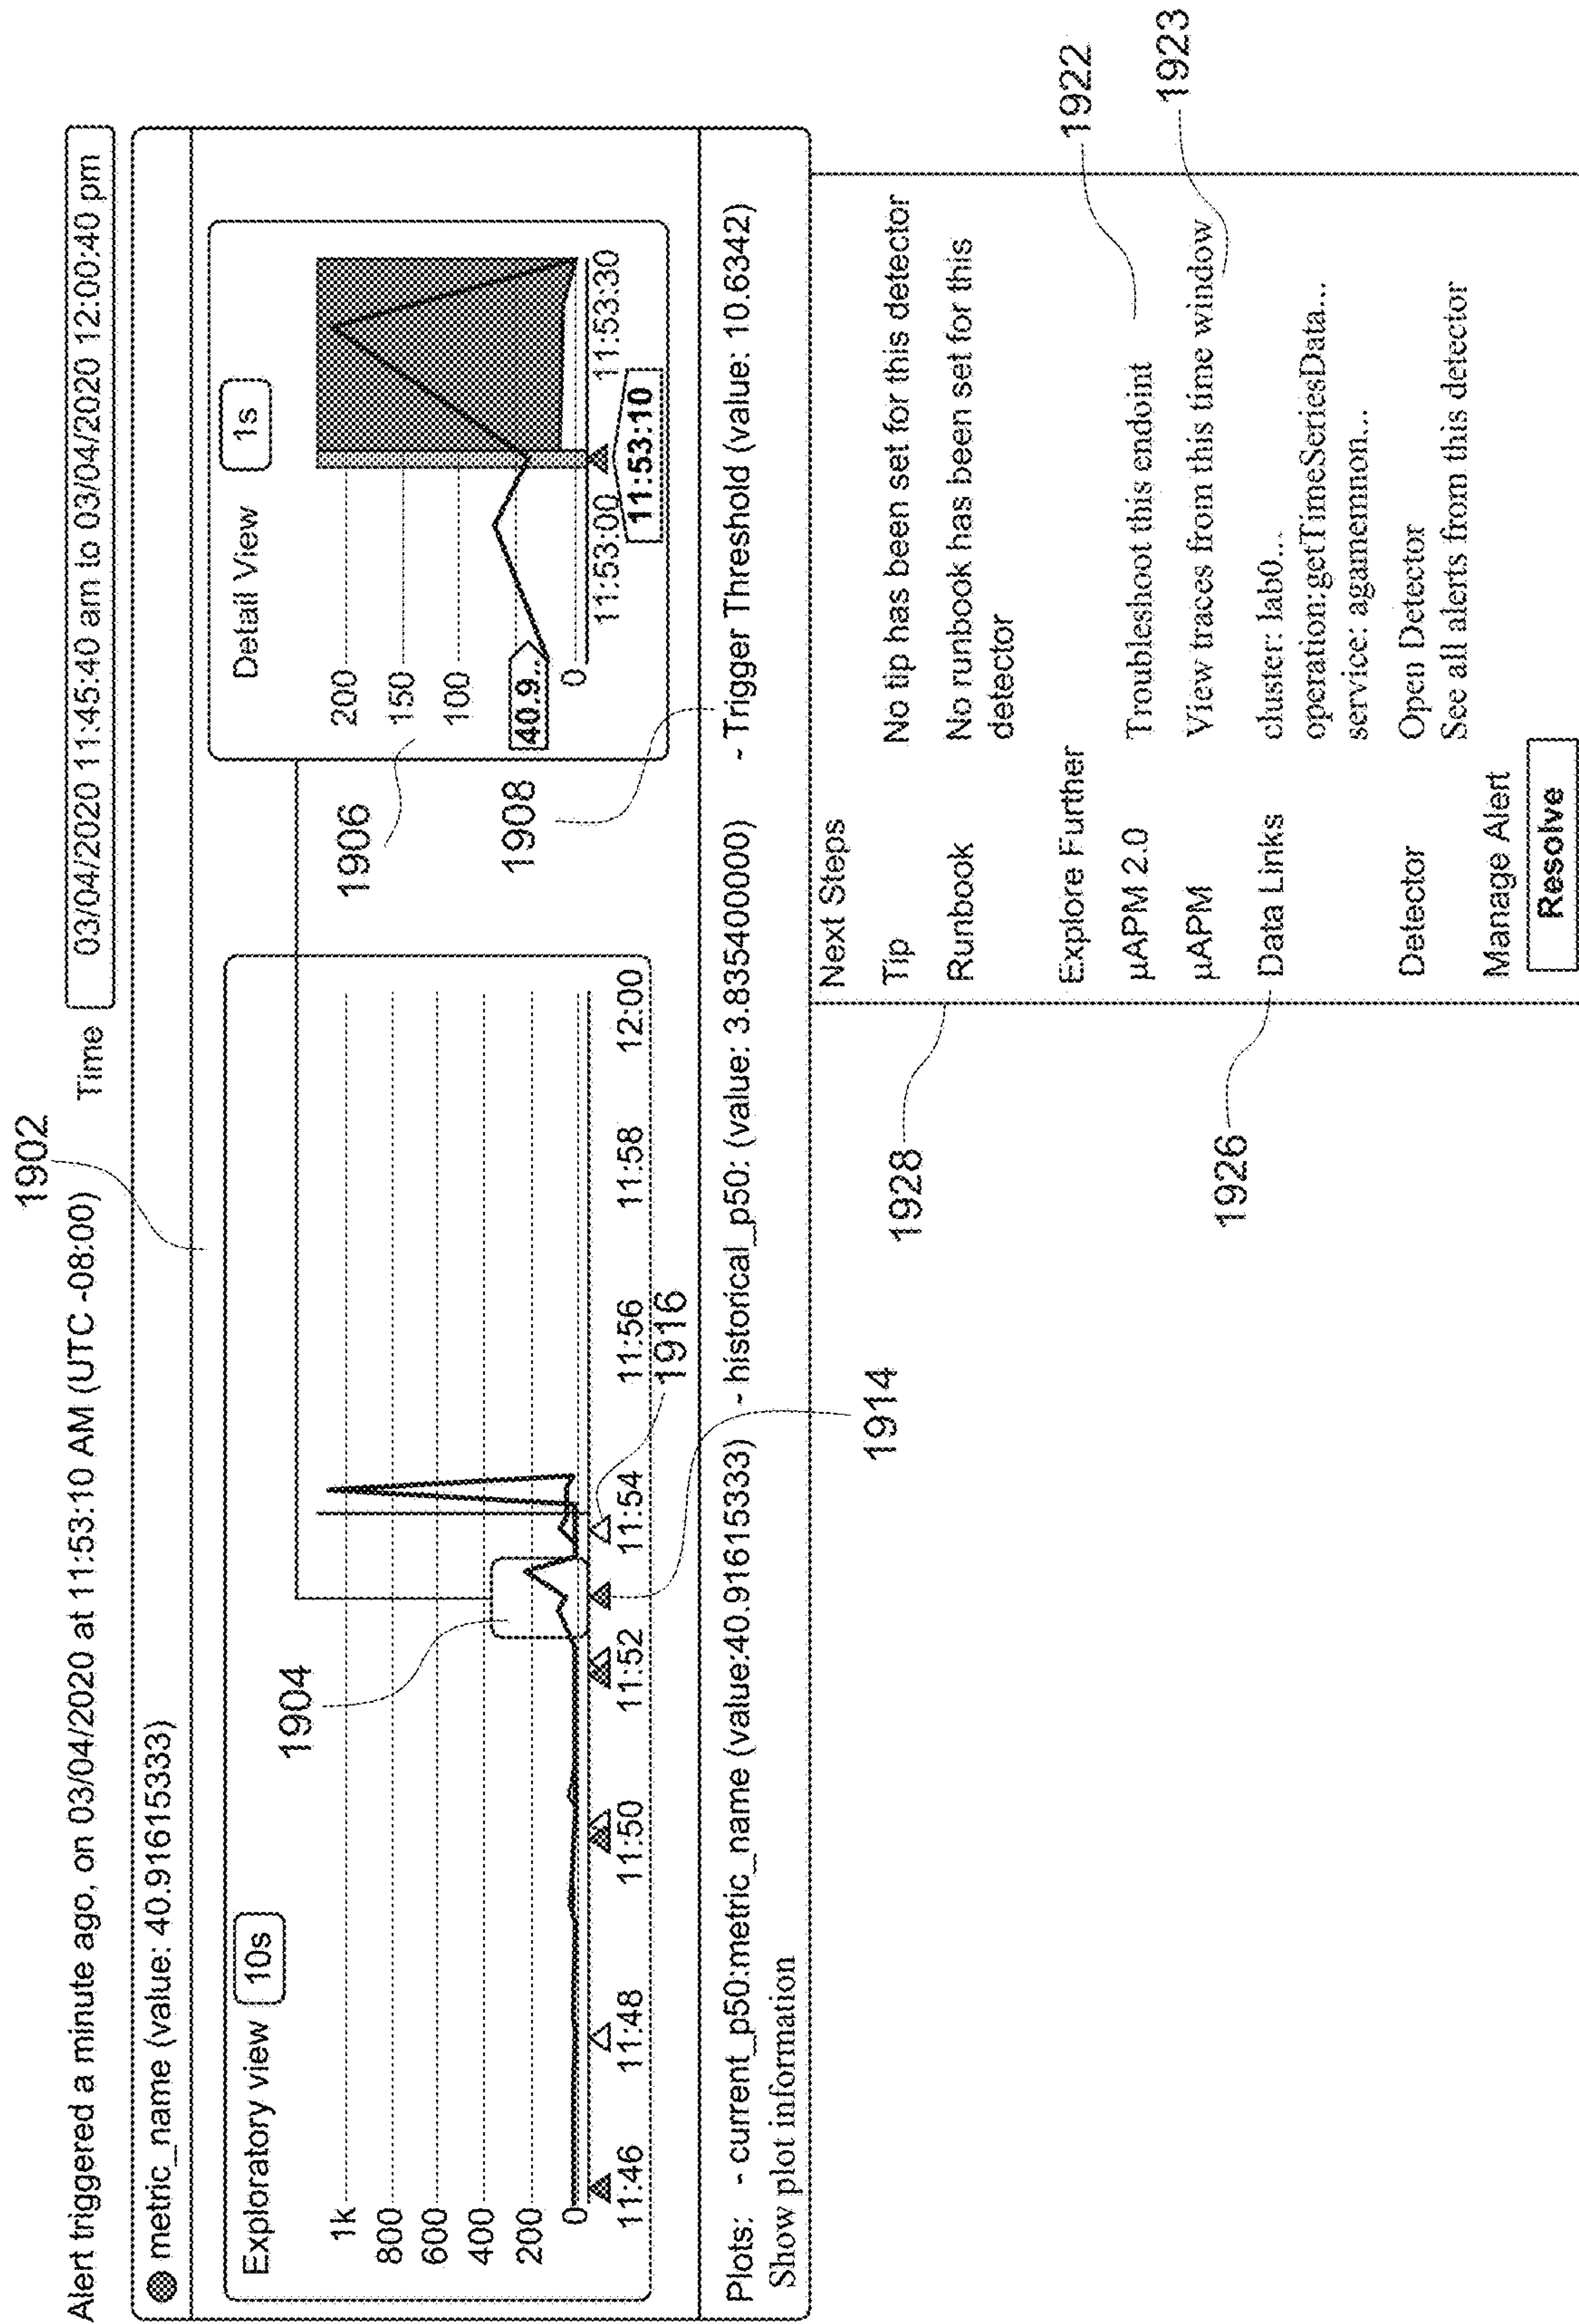 1902
Alert triggered a minute ago, on 03/04/2020 at 11:53:10 AM (UTC -08:00)
Time 03/04/2020 11:45:40 am to 03/04/2020 12:00:40 pm
metric_name (value: 40.91615333)
Exploratory view 10s
1k
800
600
400
200
0
11:46
11:48
11:50
11:52
11:54
11:56
11:58
12:00
1904
1916
Detail View 1s
200
150
100
40.9..
0
11:53:00
11:53:30
11:53:10
1906
1908
Plots: - current_p50:metric_name (value:40.91615333) - historical_p50: (value: 3.83540000) - Trigger Threshold (value: 10.6342)
Show plot information
1914
Next Steps
Tip No tip has been set for this detector
Runbook No runbook has been set for this
detector
1928
Explore Further
µAPM 2.0 Troubleshoot this endoint
1922
µAPM View traces from this time window
1923
Data Links cluster: lab0...
operation:getTimeSeriesData...
service: agamemnon...
1926
Detector Open Detector
See all alerts from this detector
Manage Alert
Resolve